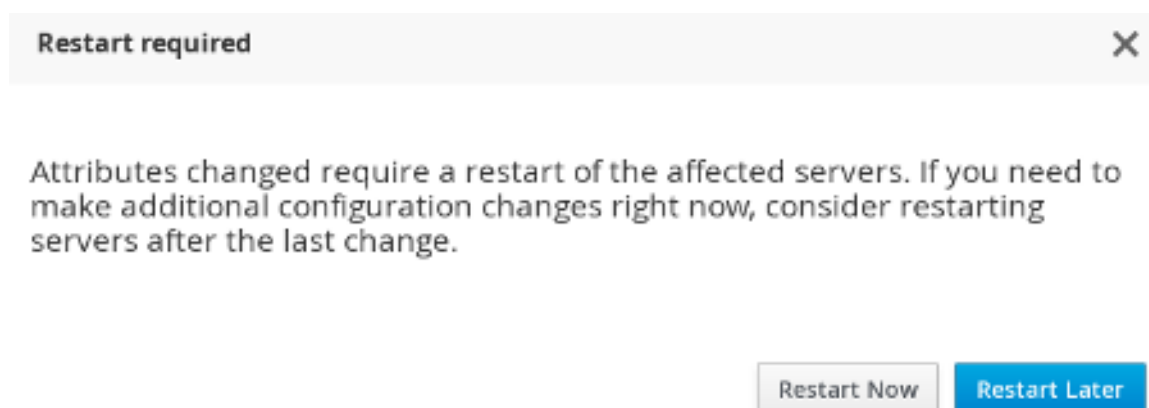 Restart required
Attributes changed require a restart of the affected servers. If you need to
make additional configuration changes right now, consider restarting
servers after the last change.
Restart Now Restart Later